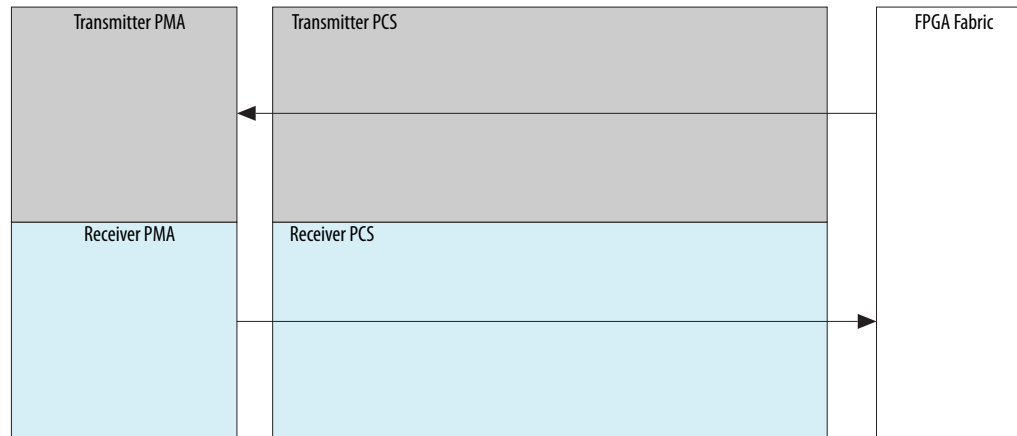 Transmitter PMA
Transmitter PCS
FPGA Fabric
Receiver PMA
Receiver PCS